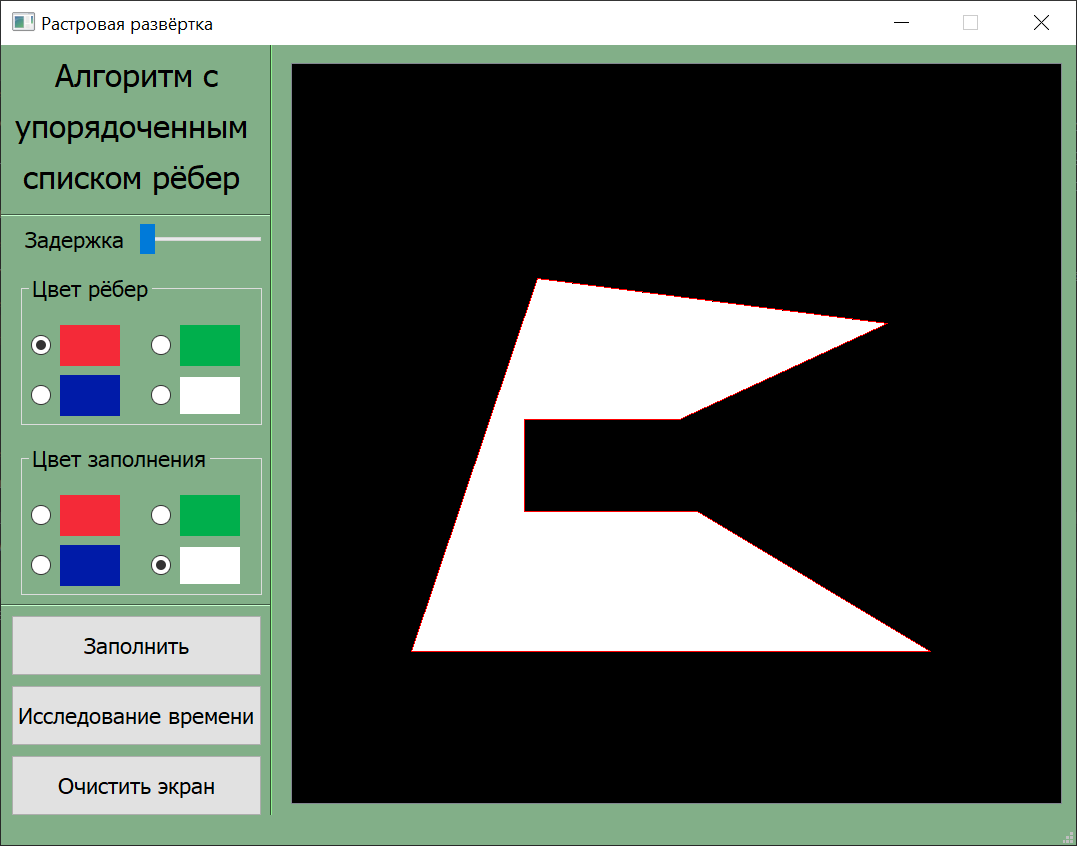 Растровая развёртка
Алгоритм с
упорядоченным
списком рёбер
Задержка
Цвет рёбер
Цвет заполнения
Заполнить
Исследование времени
Очистить экран